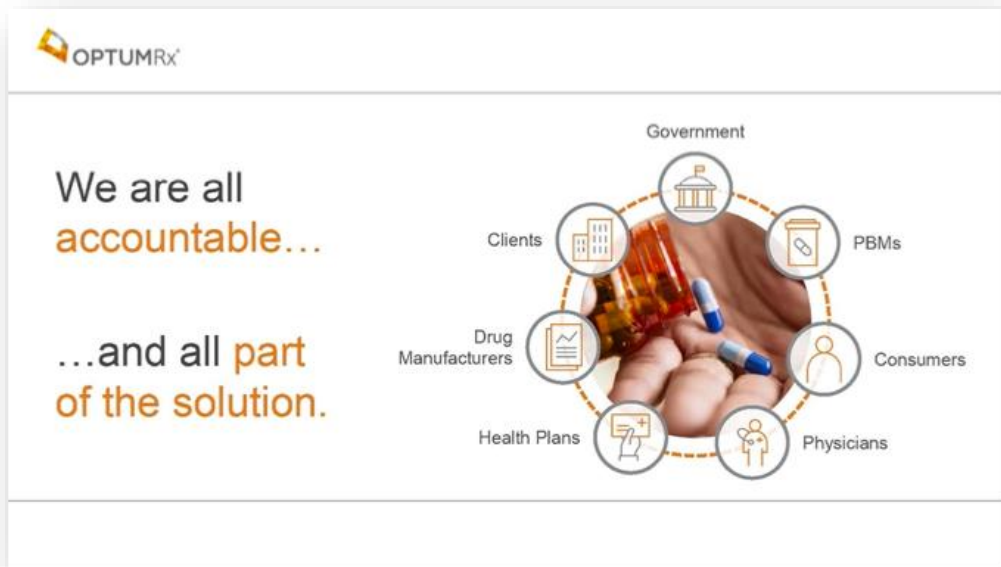 OPTUMRx®
We are all
accountable...
...and all part
of the solution.
Government
PBMs
Consumers
Physicians
Health Plans
Drug
Manufacturers
Clients